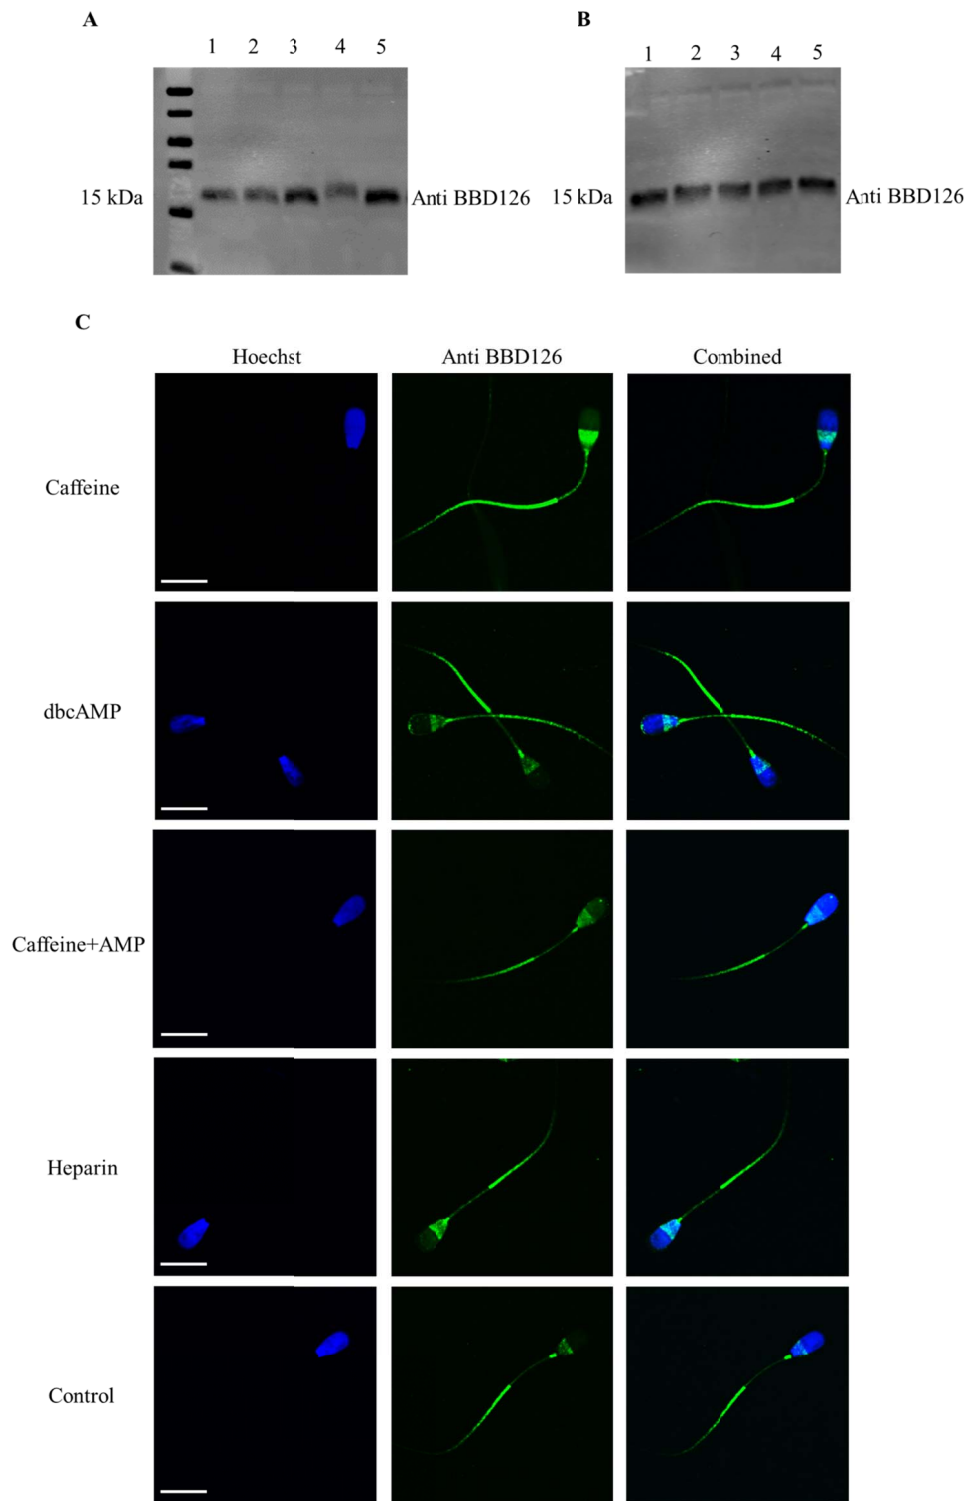 A
B
1 2 3 4 5
1 2 3 4 5
15 kDa
Anti BBD126
15 kDa
Anti BBD126
C
Hoechst
Anti BBD126
Combined
Caffeine
dbcAMP
Caffeine+AMP
Heparin
Control